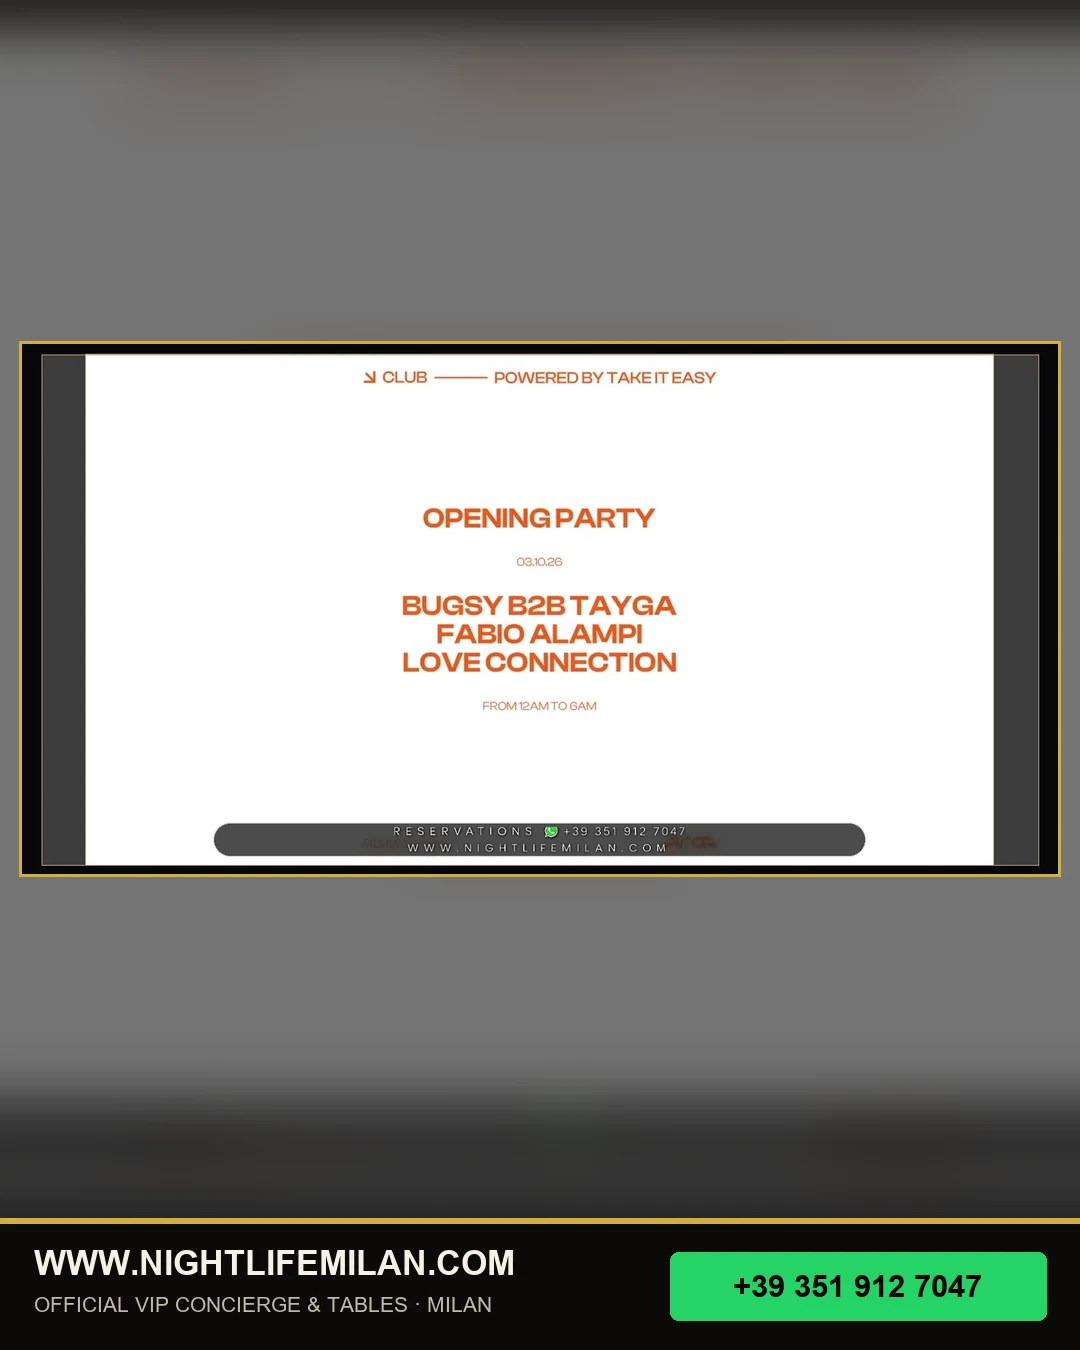 CLUB POWERED BY TAKE IT EASY
OPENING PARTY
03.10.26
BUGSY B2B TAYGA
FABIO ALAMPI
LOVE CONNECTION
FROM 12AM TO 6AM
RESERVATIONS +39 351 912 7047
WWW.NIGHTLIFEMILAN.COM
WWW.NIGHTLIFEMILAN.COM
OFFICIAL VIP CONCIERGE & TABLES · MILAN
+39 351 912 7047